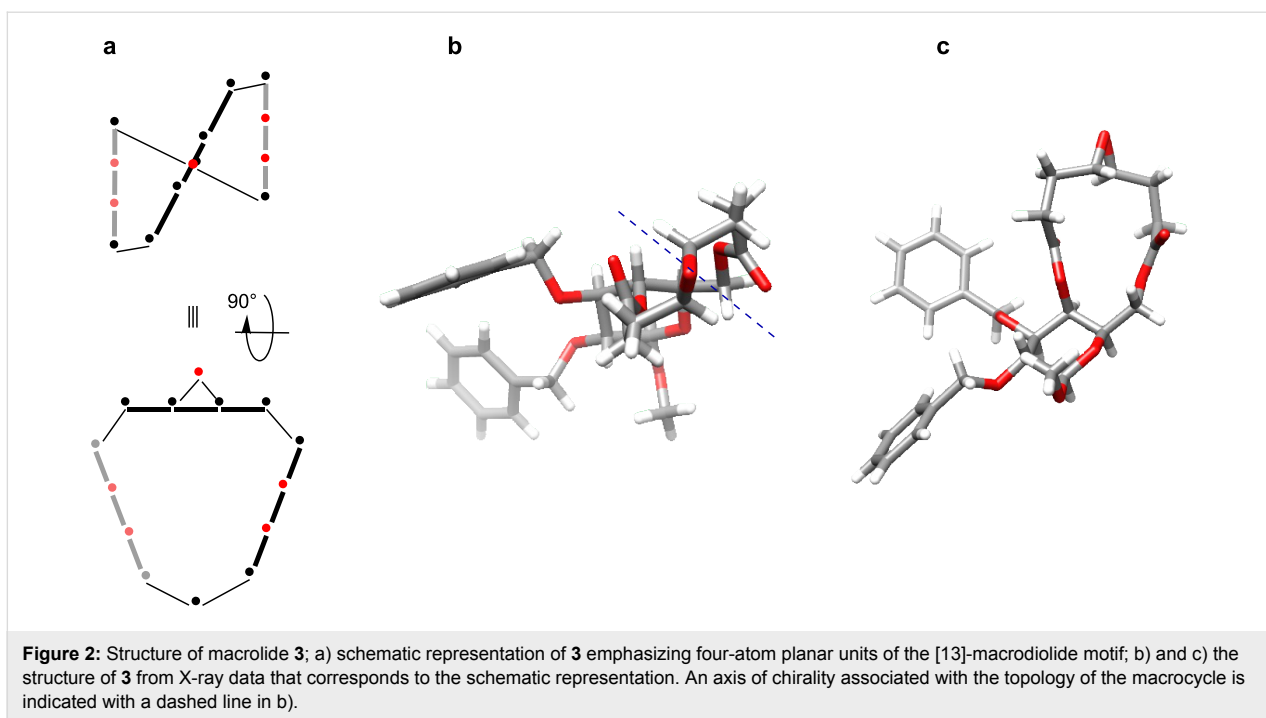 a
b
c
90°
Figure 2: Structure of macrolide 3; a) schematic representation of 3 emphasizing four-atom planar units of the [13]-macrodiolide motif; b) and c) the
structure of 3 from X-ray data that corresponds to the schematic representation. An axis of chirality associated with the topology of the macrocycle is
indicated with a dashed line in b).